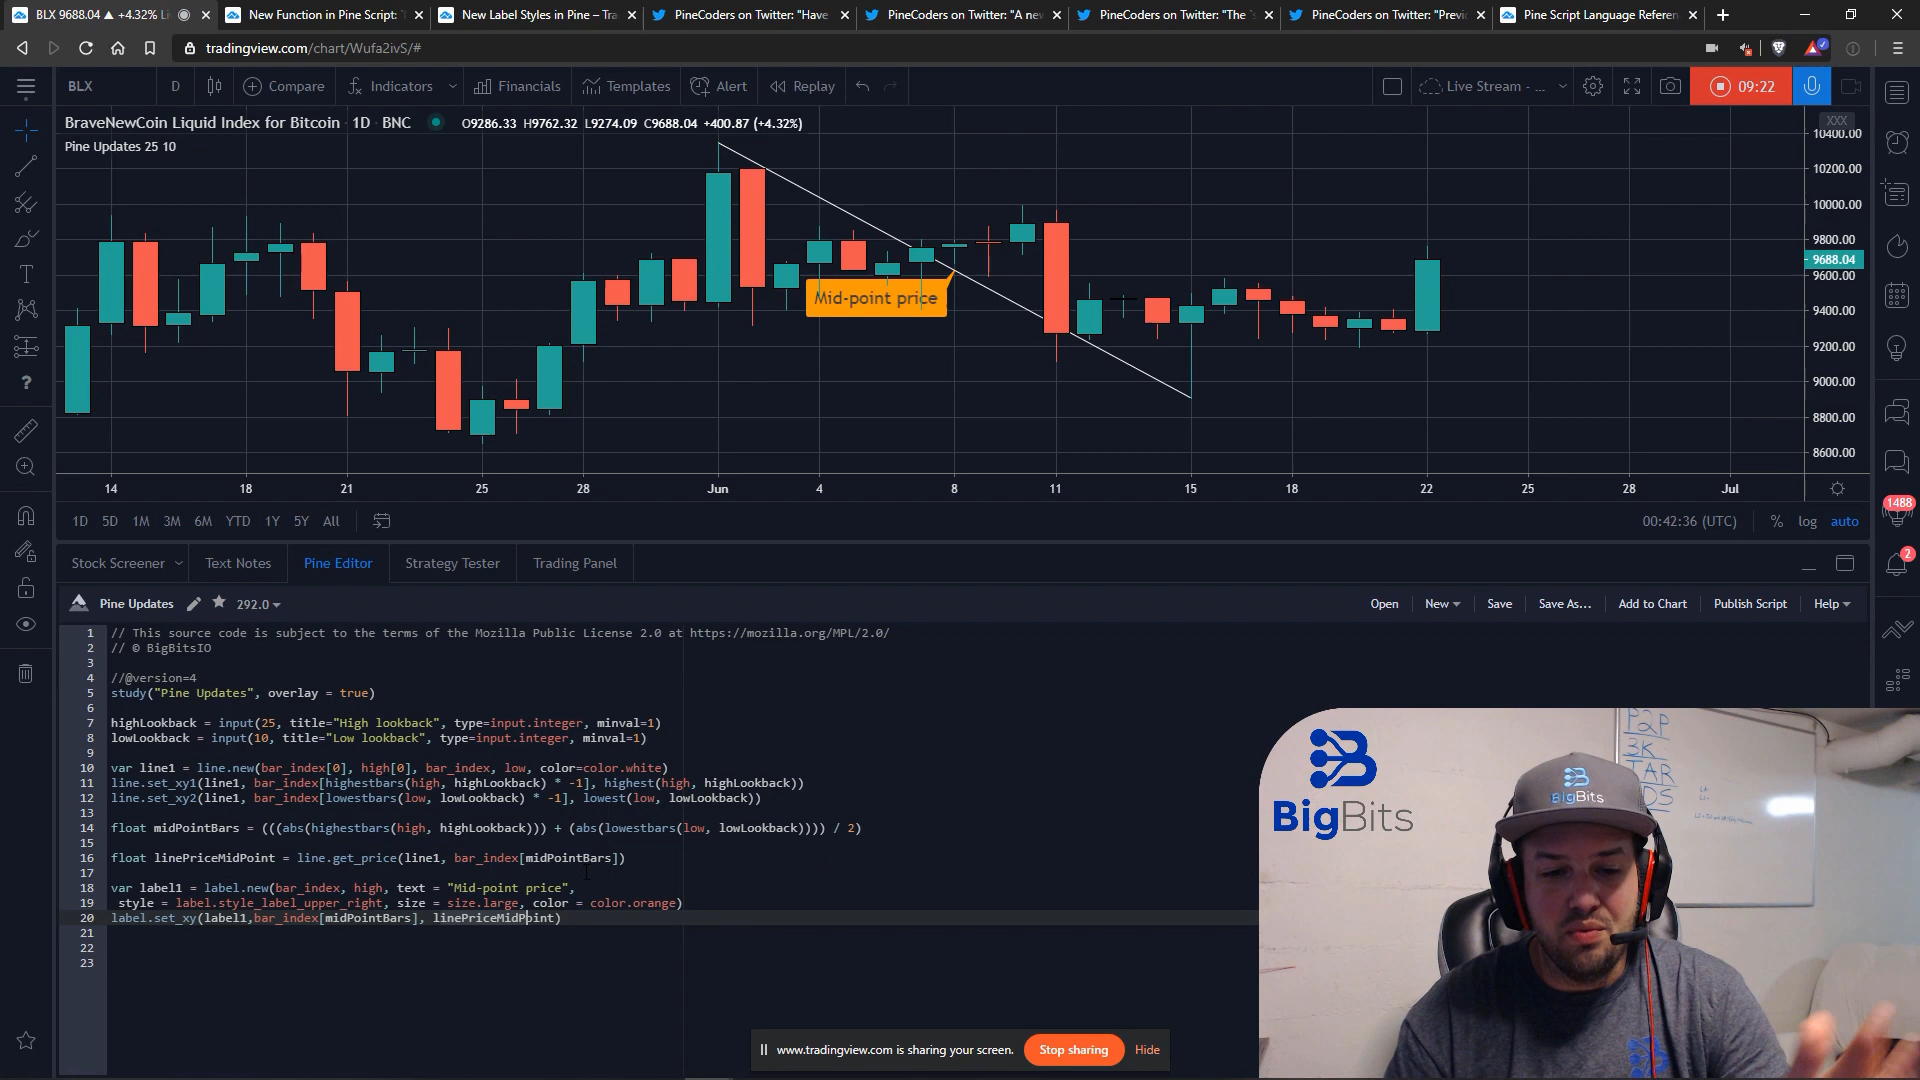 BLX 9688.04 ▲ +4.32% Li
New Function in Pine Script: T
New Label Styles in Pine – Tra
PineCoders on Twitter: "Have
PineCoders on Twitter: "A new
PineCoders on Twitter: "The `s
PineCoders on Twitter: "Previ
Pine Script Language Referen
tradingview.com/chart/Wufa2ivS/#
BLX
D
Compare
Indicators
Financials
Templates
Alert
Replay
Live Stream - ...
09:22
BraveNewCoin Liquid Index for Bitcoin · 1D · BNC
O9286.33 H9762.32 L9274.09 C9688.04 +400.87 (+4.32%)
Pine Updates 25 10
XXX
10400.00
10200.00
10000.00
9800.00
9688.04
9600.00
9400.00
9200.00
9000.00
8800.00
8600.00
Mid-point price
14 18 21 25 28 Jun 4 8 11 15 18 22 25 28 Jul
1D 5D 1M 3M 6M YTD 1Y 5Y All
00:42:36 (UTC) % log auto
1488
2
Stock Screener
Text Notes
Pine Editor
Strategy Tester
Trading Panel
Pine Updates
292.0
Open
New
Save
Save As...
Add to Chart
Publish Script
Help
1 // This source code is subject to the terms of the Mozilla Public License 2.0 at https://mozilla.org/MPL/2.0/
2 // © BigBitsIO
3
4 //@version=4
5 study("Pine Updates", overlay = true)
6
7 highLookback = input(25, title="High lookback", type=input.integer, minval=1)
8 lowLookback = input(10, title="Low lookback", type=input.integer, minval=1)
9
10 var line1 = line.new(bar_index[0], high[0], bar_index, low, color=color.white)
11 line.set_xy1(line1, bar_index[highestbars(high, highLookback) * -1], highest(high, highLookback))
12 line.set_xy2(line1, bar_index[lowestbars(low, lowLookback) * -1], lowest(low, lowLookback))
13
14 float midPointBars = (((abs(highestbars(high, highLookback))) + (abs(lowestbars(low, lowLookback)))) / 2)
15
16 float linePriceMidPoint = line.get_price(line1, bar_index[midPointBars])
17
18 var label1 = label.new(bar_index, high, text = "Mid-point price",
19 style = label.style_label_upper_right, size = size.large, color = color.orange)
20 label.set_xy(label1,bar_index[midPointBars], linePriceMidPoint)
21
22
23
BigBits
P2P
3K
TAR
BigBits
www.tradingview.com is sharing your screen.
Stop sharing
Hide